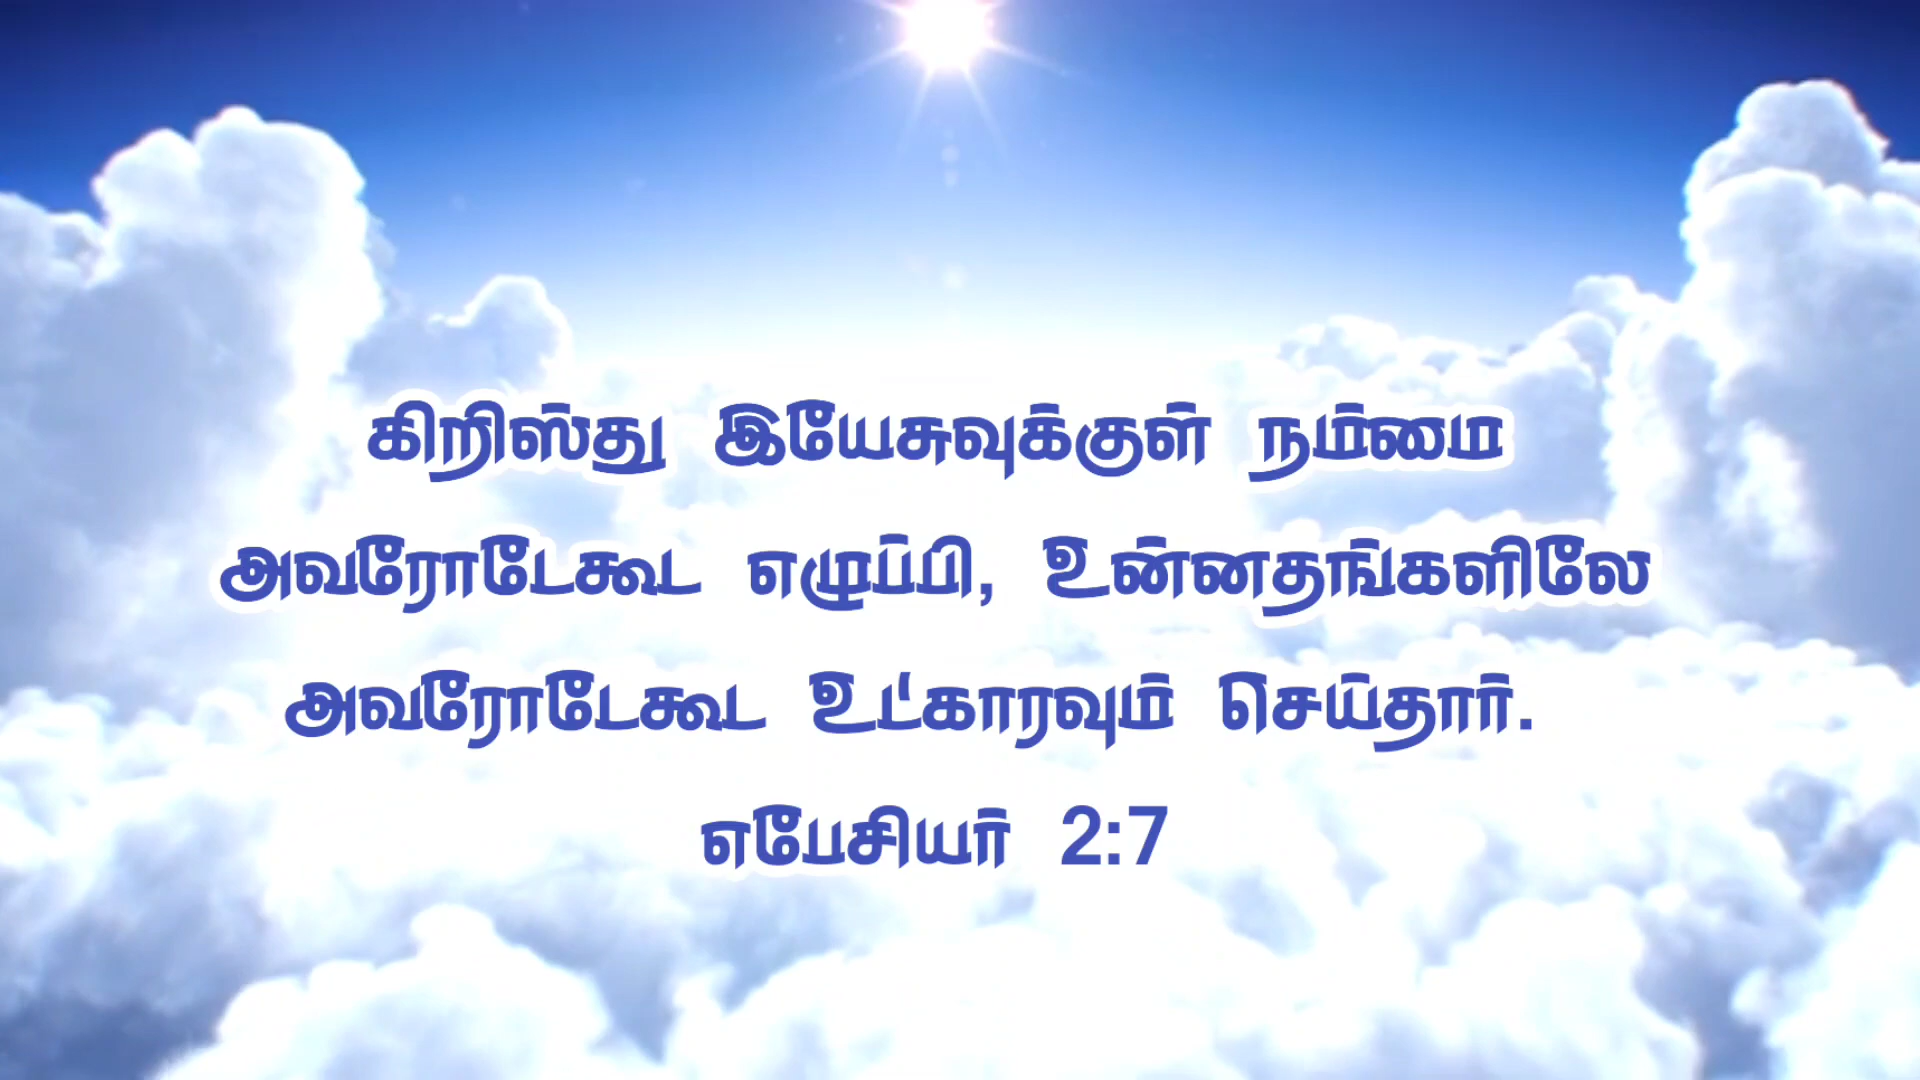 கிறிஸ்து இயேசுவுக்குள் நம்மை
அவரோடேகூட எழுப்பி, உன்னதங்களிலே
அவரோடேகூட உட்காரவும் செய்தார்.
எபேசியர் 2:7